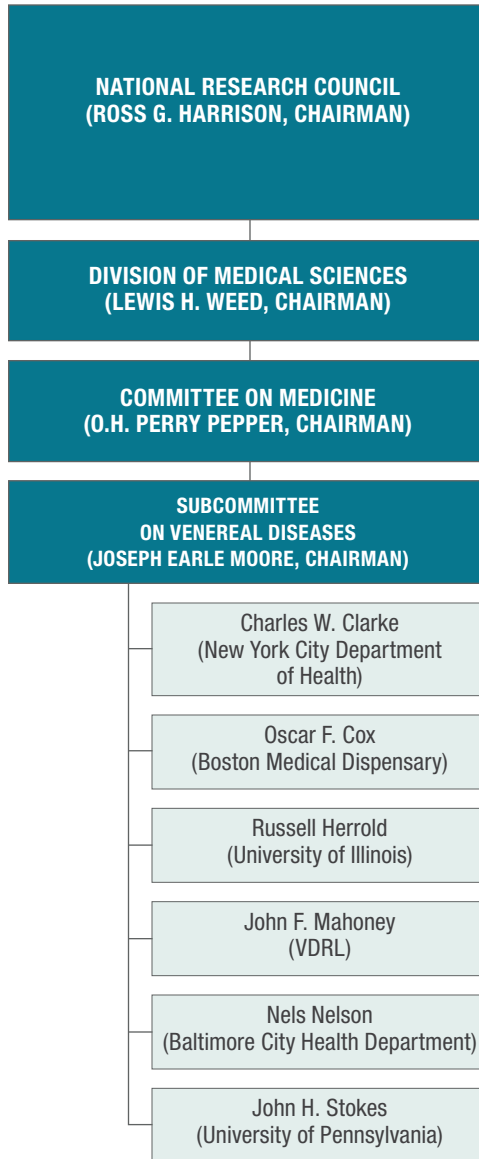 NATIONAL RESEARCH COUNCIL
(ROSS G. HARRISON, CHAIRMAN)
DIVISION OF MEDICAL SCIENCES
(LEWIS H. WEED, CHAIRMAN)
COMMITTEE ON MEDICINE
(O.H. PERRY PEPPER, CHAIRMAN)
SUBCOMMITTEE
ON VENEREAL DISEASES
(JOSEPH EARLE MOORE, CHAIRMAN)
Charles W. Clarke
(New York City Department
of Health)
Oscar F. Cox
(Boston Medical Dispensary)
Russell Herrold
(University of Illinois)
John F. Mahoney
(VDRL)
Nels Nelson
(Baltimore City Health Department)
John H. Stokes
(University of Pennsylvania)